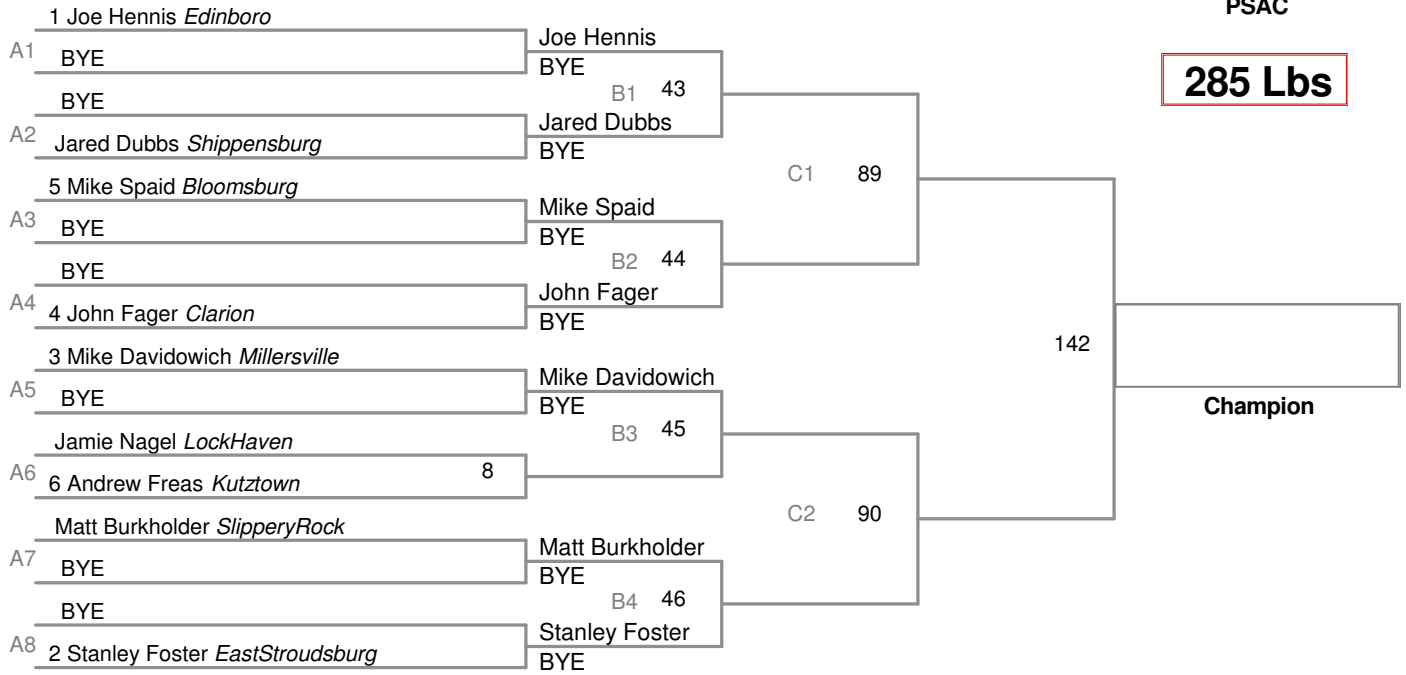 PSAC
285 Lbs
1 Joe Hennis Edinboro
A1
BYE
Joe Hennis
BYE
B1 43
BYE
A2
Jared Dubbs Shippensburg
Jared Dubbs
BYE
C1 89
5 Mike Spaid Bloomsburg
A3
BYE
Mike Spaid
BYE
B2 44
BYE
A4
4 John Fager Clarion
John Fager
BYE
142
3 Mike Davidowich Millersville
A5
BYE
Mike Davidowich
BYE
B3 45
Jamie Nagel LockHaven
A6
8
6 Andrew Freas Kutztown
C2 90
Matt Burkholder SlipperyRock
A7
BYE
Matt Burkholder
BYE
B4 46
BYE
A8
2 Stanley Foster EastStroudsburg
Stanley Foster
BYE
Champion